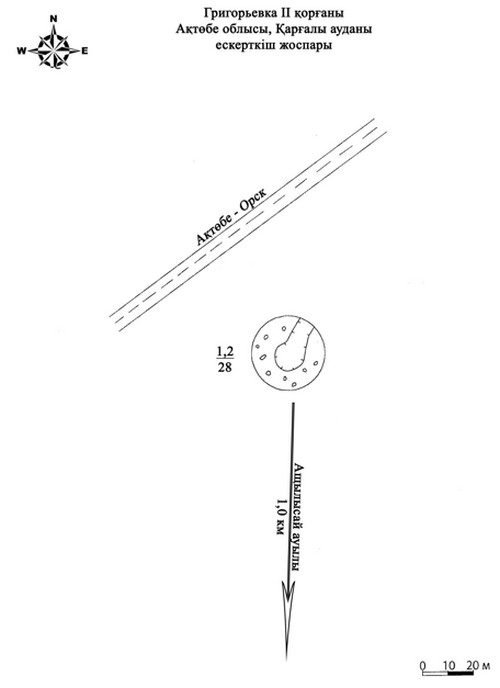 Григорьевка II қорғаны
Ақтөбе облысы, Қарғалы ауданы
ескерткіш жоспары
N
W E
S
Ақтөбе - Орск
1,2
28
Ащылысай ауылы
1,0 км
0 10 20 м